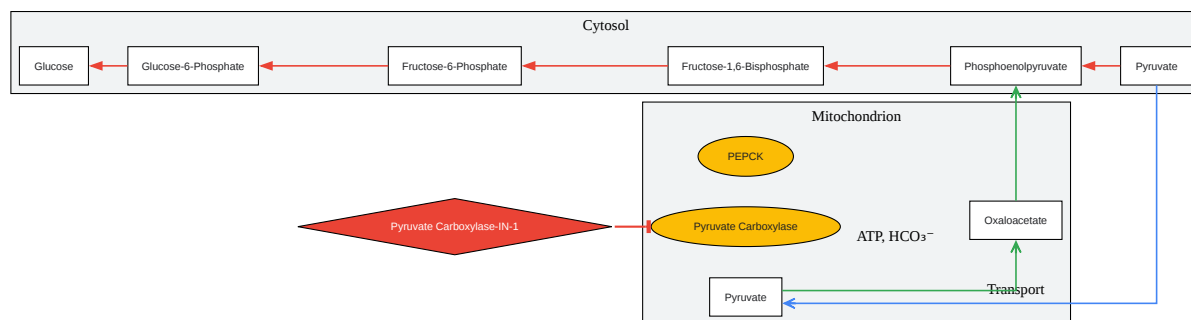 Cytosol
Glucose
Glucose-6-Phosphate
Fructose-6-Phosphate
Fructose-1,6-Bisphosphate
Phosphoenolpyruvate
Pyruvate
Mitochondrion
PEPCK
Pyruvate Carboxylase-IN-1
Pyruvate Carboxylase
ATP, HCO₃⁻
Oxaloacetate
Pyruvate
Transport